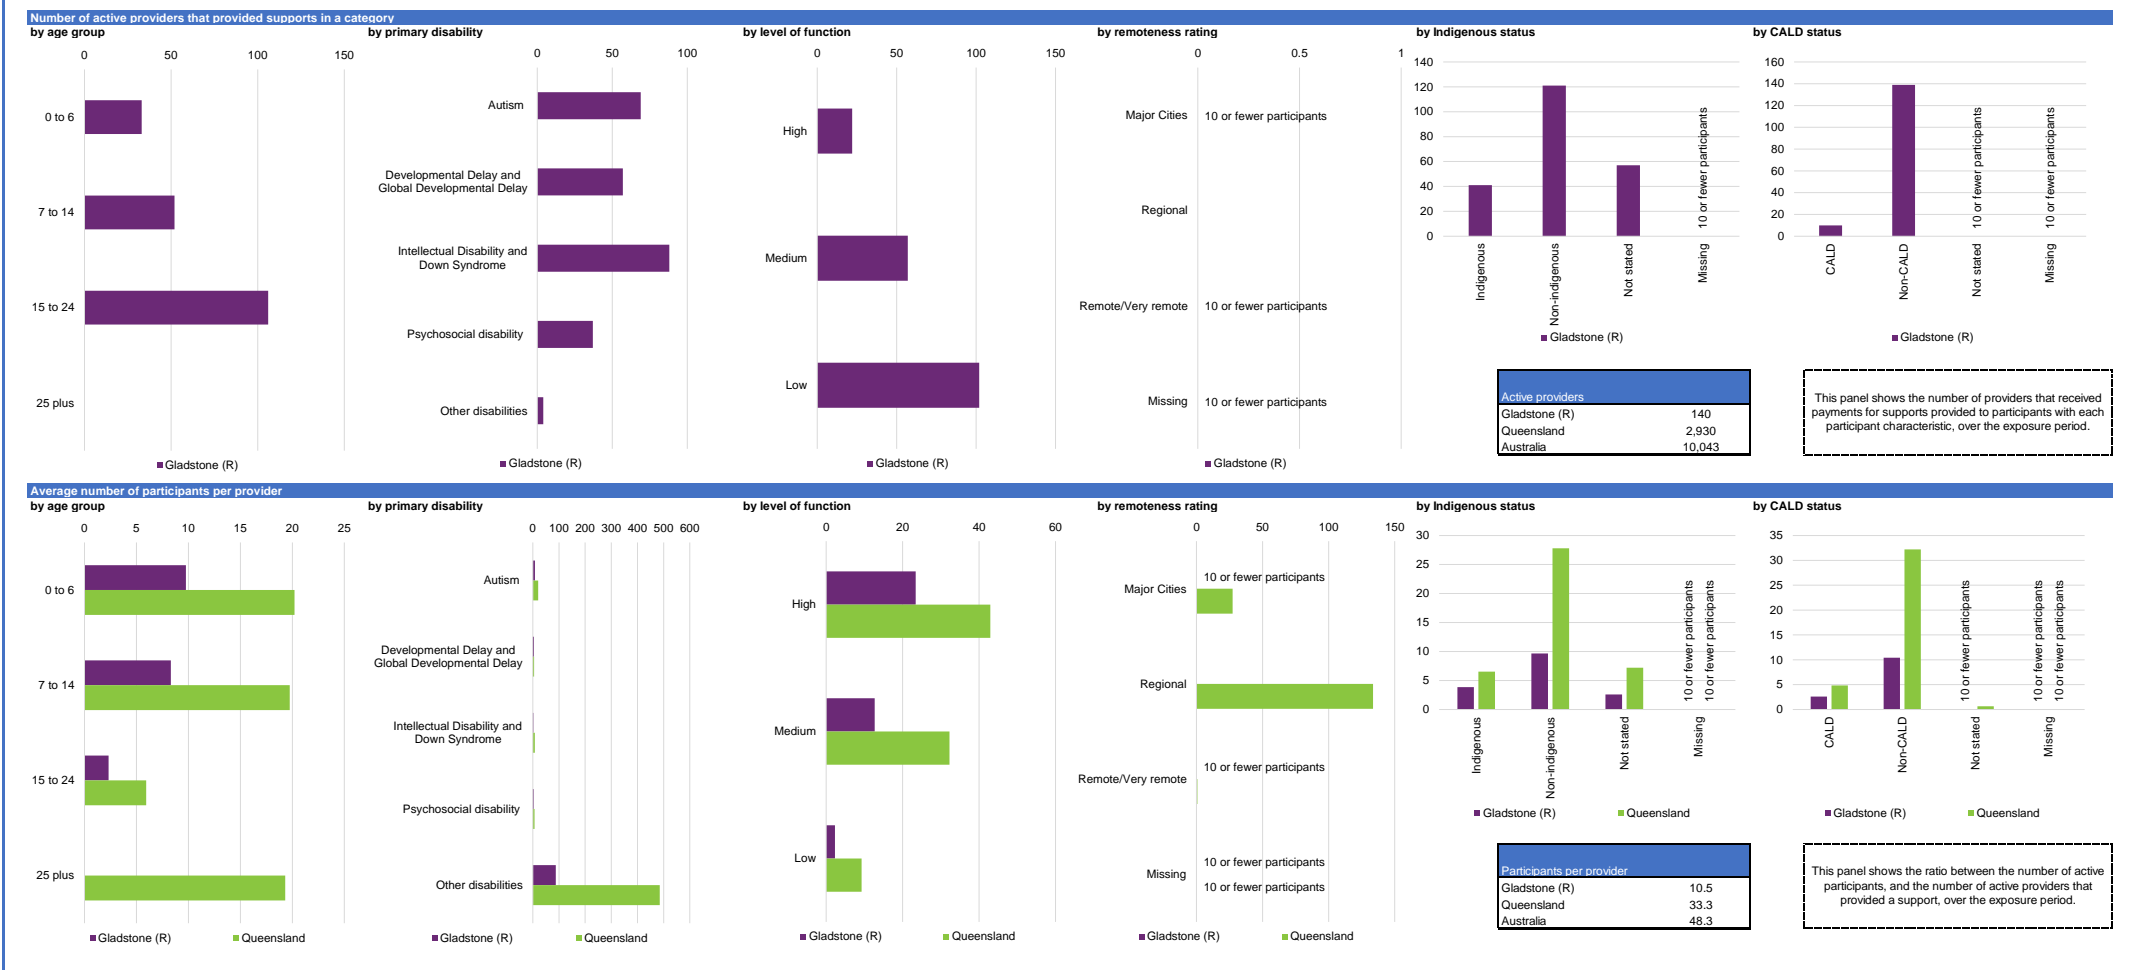 Number of active providers that provided supports in a category
by age group
0 50 100 150
0 to 6
7 to 14
15 to 24
25 plus
Gladstone (R)
by primary disability
0 50 100
Autism
Developmental Delay and
Global Developmental Delay
Intellectual Disability and
Down Syndrome
Psychosocial disability
Other disabilities
Gladstone (R)
by level of function
0 50 100 150
High
Medium
Low
Gladstone (R)
by remoteness rating
0 0.5 1
Major Cities 10 or fewer participants
Regional
Remote/Very remote 10 or fewer participants
Missing 10 or fewer participants
Gladstone (R)
by Indigenous status
140
120
100
80
60
40
20
0
10 or fewer participants
Indigenous
Non-indigenous
Not stated
Missing
Gladstone (R)
by CALD status
160
140
120
100
80
60
40
20
0
10 or fewer participants
10 or fewer participants
CALD
Non-CALD
Not stated
Missing
Gladstone (R)
Active providers
Gladstone (R) 140
Queensland 2,930
Australia 10,043
This panel shows the number of providers that received
payments for supports provided to participants with each
participant characteristic, over the exposure period.
Average number of participants per provider
by age group
0 5 10 15 20 25
0 to 6
7 to 14
15 to 24
25 plus
Gladstone (R) Queensland
by primary disability
0 100 200 300 400 500 600
Autism
Developmental Delay and
Global Developmental Delay
Intellectual Disability and
Down Syndrome
Psychosocial disability
Other disabilities
Gladstone (R) Queensland
by level of function
0 20 40 60
High
Medium
Low
Gladstone (R) Queensland
by remoteness rating
0 50 100 150
10 or fewer participants
Major Cities
Regional
10 or fewer participants
Remote/Very remote
10 or fewer participants
Missing
10 or fewer participants
Gladstone (R) Queensland
by Indigenous status
30
25
20
15
10
5
0
10 or fewer participants
10 or fewer participants
Indigenous
Non-indigenous
Not stated
Missing
Gladstone (R) Queensland
by CALD status
35
30
25
20
15
10
5
0
10 or fewer participants
10 or fewer participants
10 or fewer participants
CALD
Non-CALD
Not stated
Missing
Gladstone (R) Queensland
Participants per provider
Gladstone (R) 10.5
Queensland 33.3
Australia 48.3
This panel shows the ratio between the number of active
participants, and the number of active providers that
provided a support, over the exposure period.